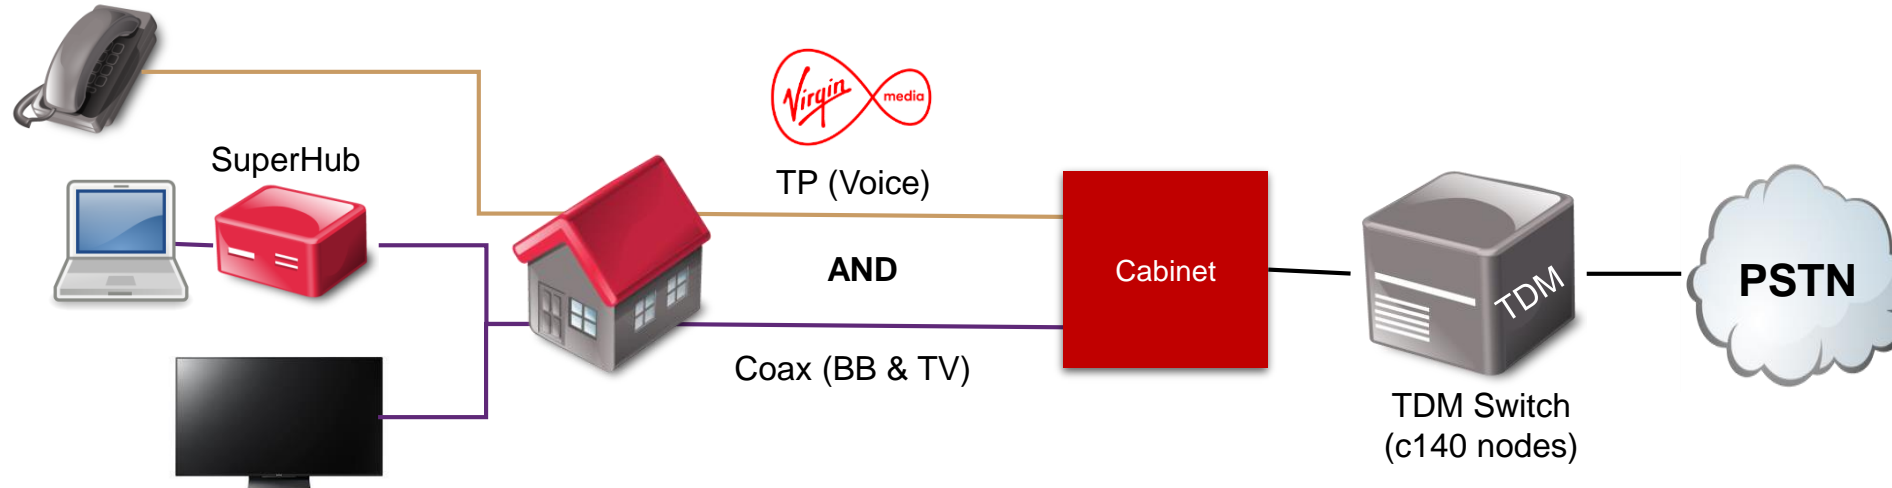 Virgin media
SuperHub
TP (Voice)
AND
Cabinet
TDM
PSTN
Coax (BB & TV)
TDM Switch
(c140 nodes)